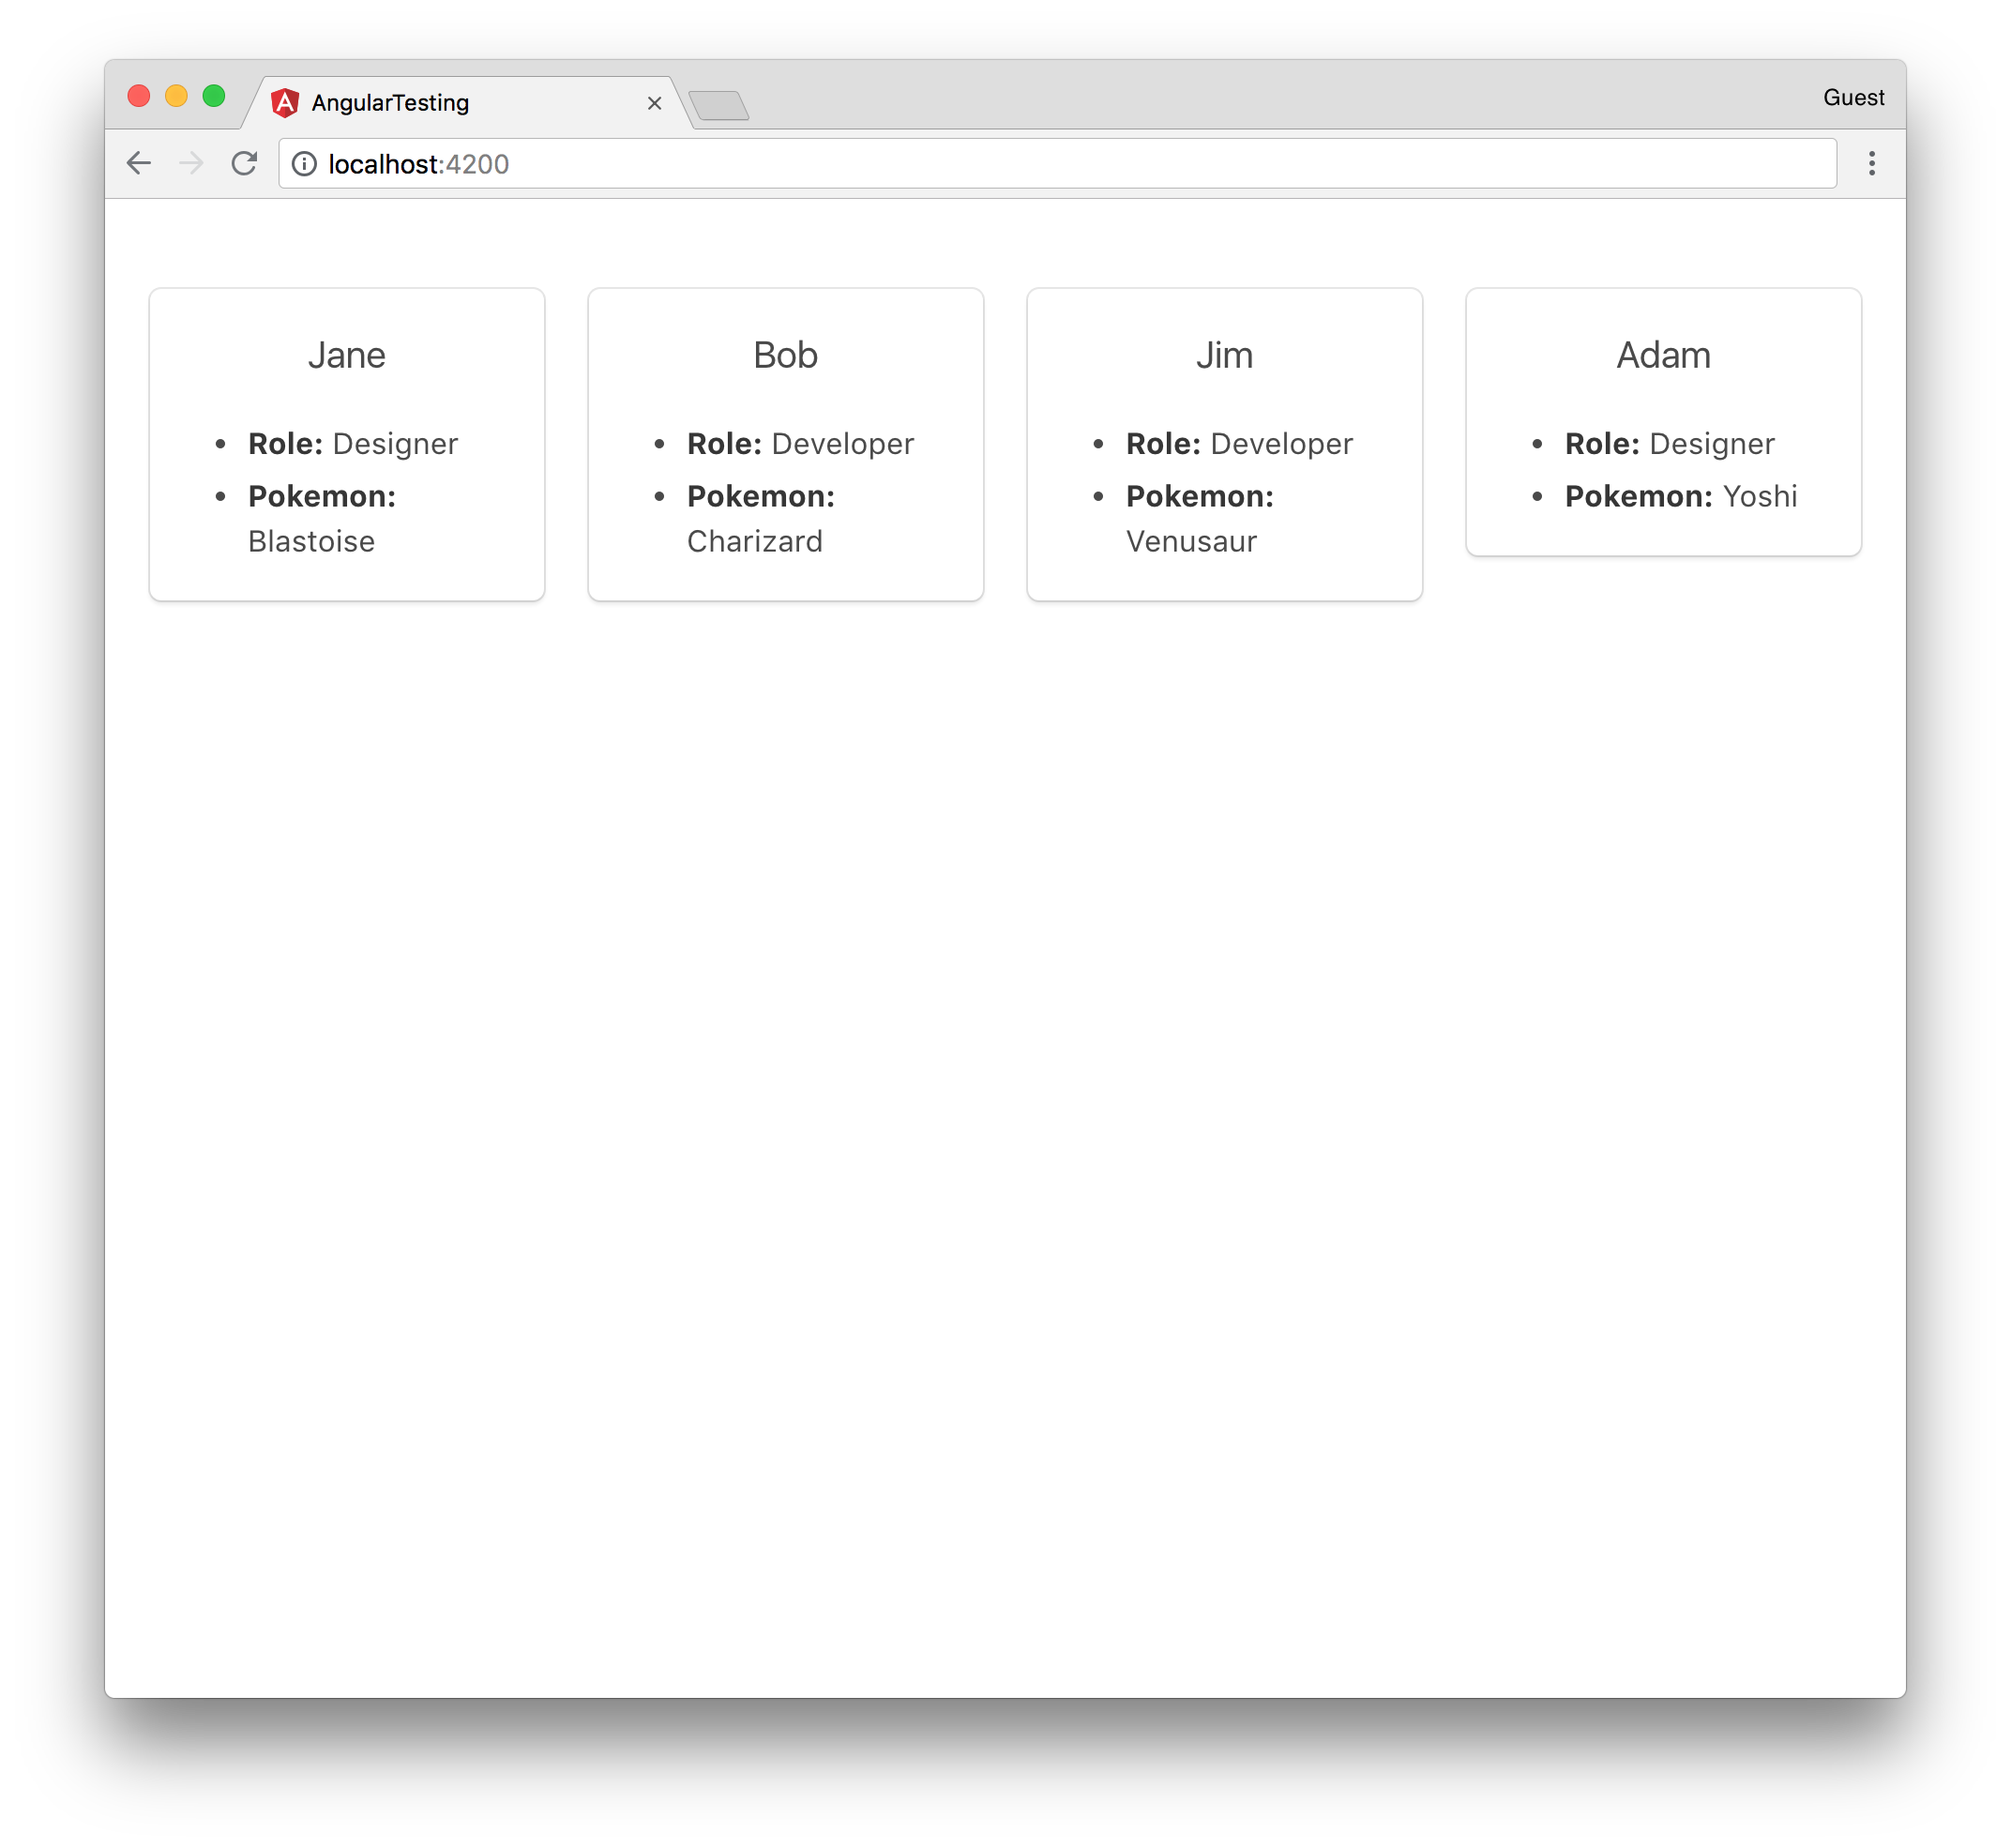 AngularTesting
Guest
localhost:4200
Jane
Role: Designer
Pokemon:
Blastoise
Bob
Role: Developer
Pokemon:
Charizard
Jim
Role: Developer
Pokemon:
Venusaur
Adam
Role: Designer
Pokemon: Yoshi